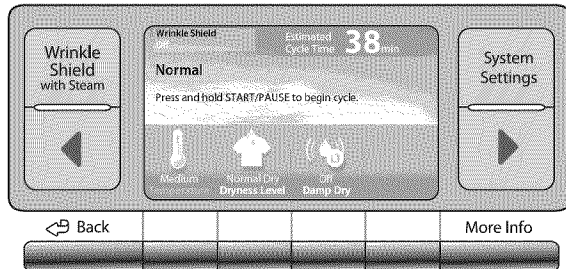 Wrinkle
Shield
with Steam
Wrinkle Shield
Off
Estimated
Cycle Time 38 min
Normal
Press and hold START/PAUSE to begin cycle.
Medium
Normal Dry
Dryness Level
Off
Damp Dry
System
Settings
Back
More Info